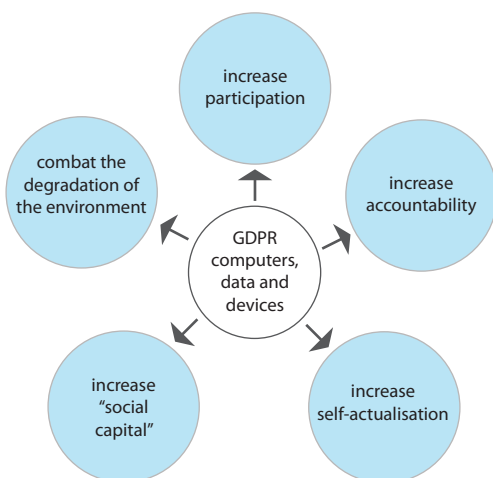 increase
participation
combat the
degradation of
the environment
increase
accountability
GDPR
computers,
data and
devices
increase
“social
capital”
increase
self-actualisation